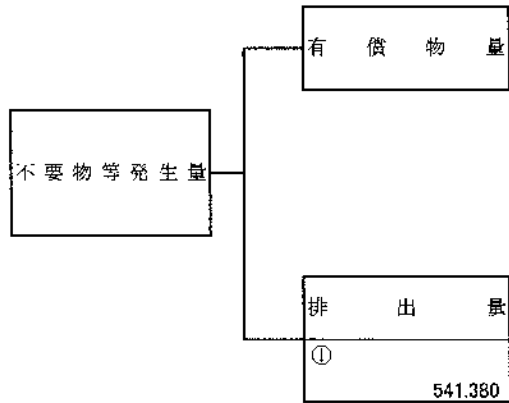 有償物量
不要物等発生量
排出量
①
541.380